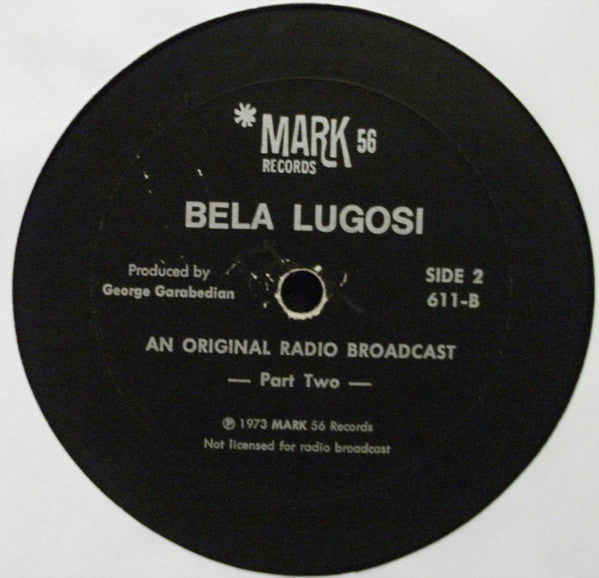 *MARK 56
RECORDS
BELA LUGOSI
Produced by
George Garabedian
SIDE 2
611-B
AN ORIGINAL RADIO BROADCAST
— Part Two —
℗ 1973 MARK 56 Records
Not licensed for radio broadcast